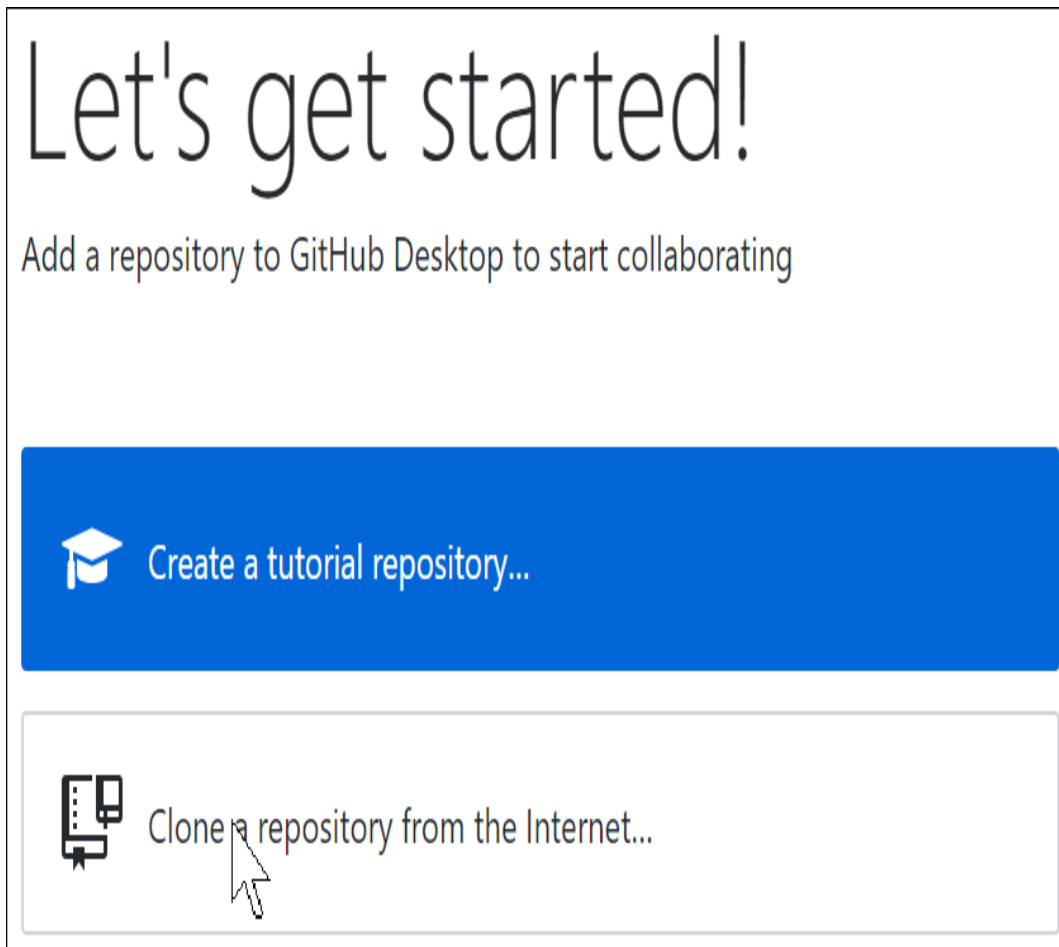 Let's get started!
Add a repository to GitHub Desktop to start collaborating
Create a tutorial repository...
Clone a repository from the Internet...